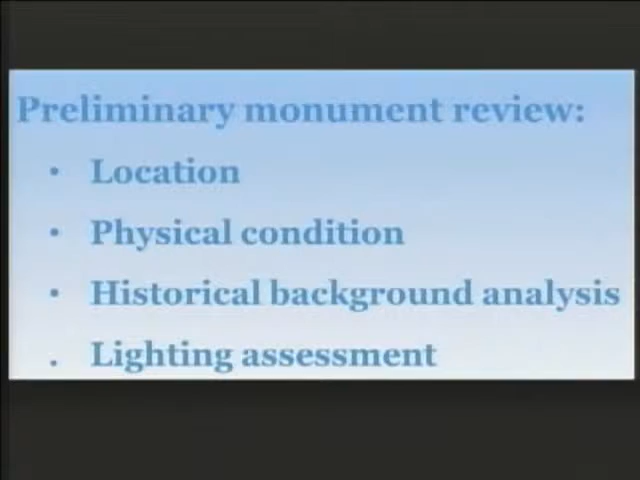 Preliminary monument review:
• Location
• Physical condition
• Historical background analysis
. Lighting assessment